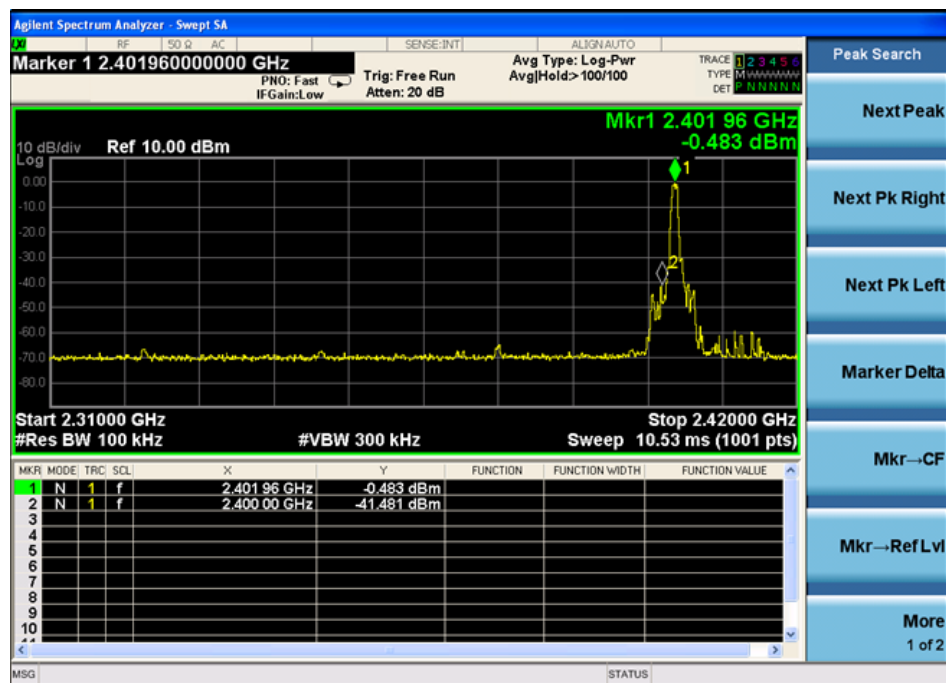 Agilent Spectrum Analyzer - Swept SA
RF 50 Ω AC SENSE:INT ALIGN AUTO
Marker 1 2.401960000000 GHz
PNO: Fast
IFGain:Low
Trig: Free Run
Atten: 20 dB
Avg Type: Log-Pwr
Avg|Hold:>100/100
TRACE 1 2 3 4 5 6
TYPE M WWWWW
DET P N N N N N
Peak Search
Next Peak
Next Pk Right
Next Pk Left
Marker Delta
Mkr→CF
Mkr→Ref Lvl
More
1 of 2
Mkr1 2.401 96 GHz
-0.483 dBm
10 dB/div Ref 10.00 dBm
Log
1
0.00
-10.0
-20.0
2
-30.0
-40.0
-50.0
-60.0
-70.0
-80.0
Start 2.31000 GHz Stop 2.42000 GHz
#Res BW 100 kHz #VBW 300 kHz Sweep 10.53 ms (1001 pts)
MKR MODE TRC SCL X Y FUNCTION FUNCTION WIDTH FUNCTION VALUE
1 N 1 f 2.401 96 GHz -0.483 dBm
2 N 1 f 2.400 00 GHz -41.481 dBm
3
4
5
6
7
8
9
10
MSG STATUS